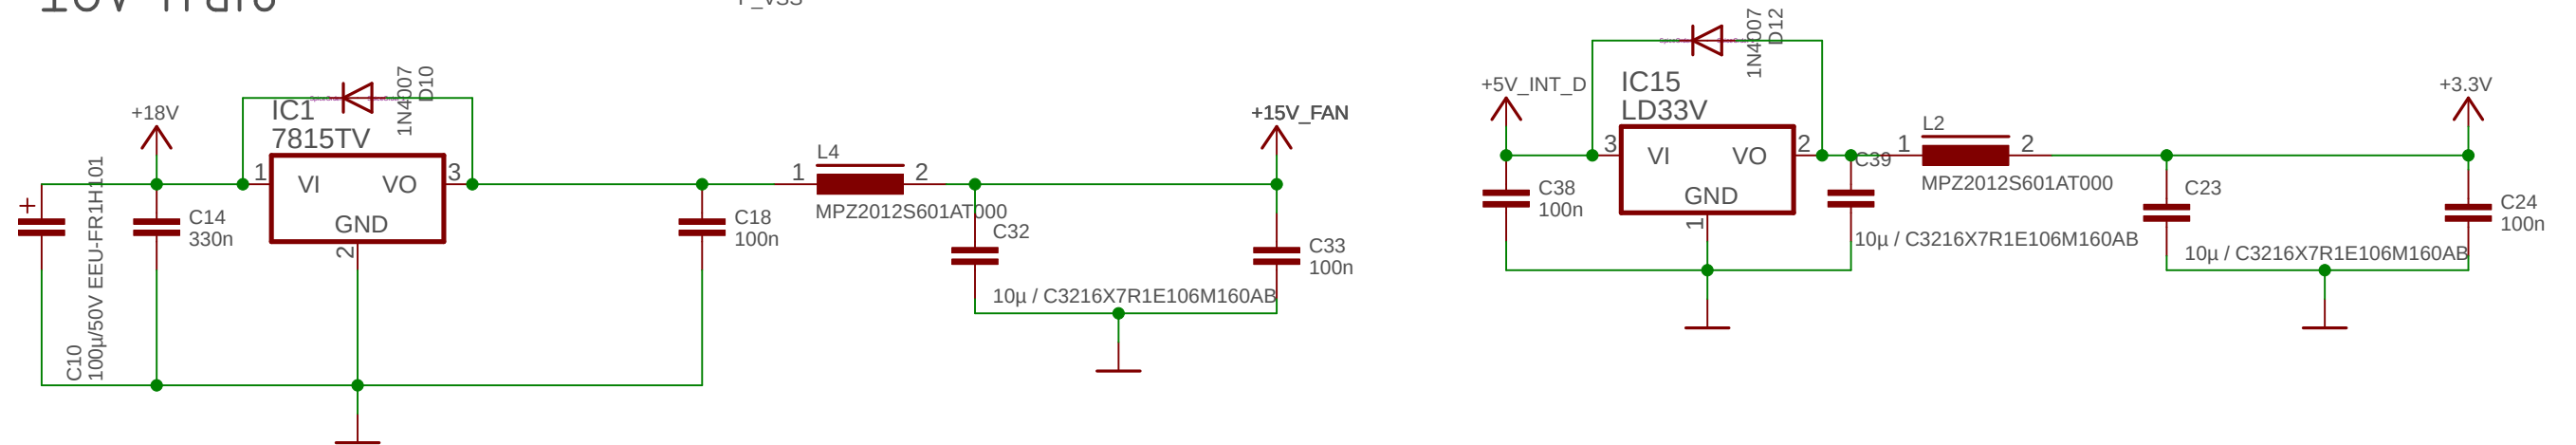 +18V
IC1
7815TV
1N4007
D10
1
VI
VO
3
GND
2
+
C10
100µ/50V EEU-FR1H101
C14
330n
C18
100n
L4
1
2
MPZ2012S601AT000
+15V_FAN
C32
10µ / C3216X7R1E106M160AB
C33
100n
+5V_INT_D
IC15
LD33V
1N4007
D12
3
VI
VO
2
GND
1
C38
100n
C39
10µ / C3216X7R1E106M160AB
L2
1
2
MPZ2012S601AT000
+3.3V
C23
10µ / C3216X7R1E106M160AB
C24
100n